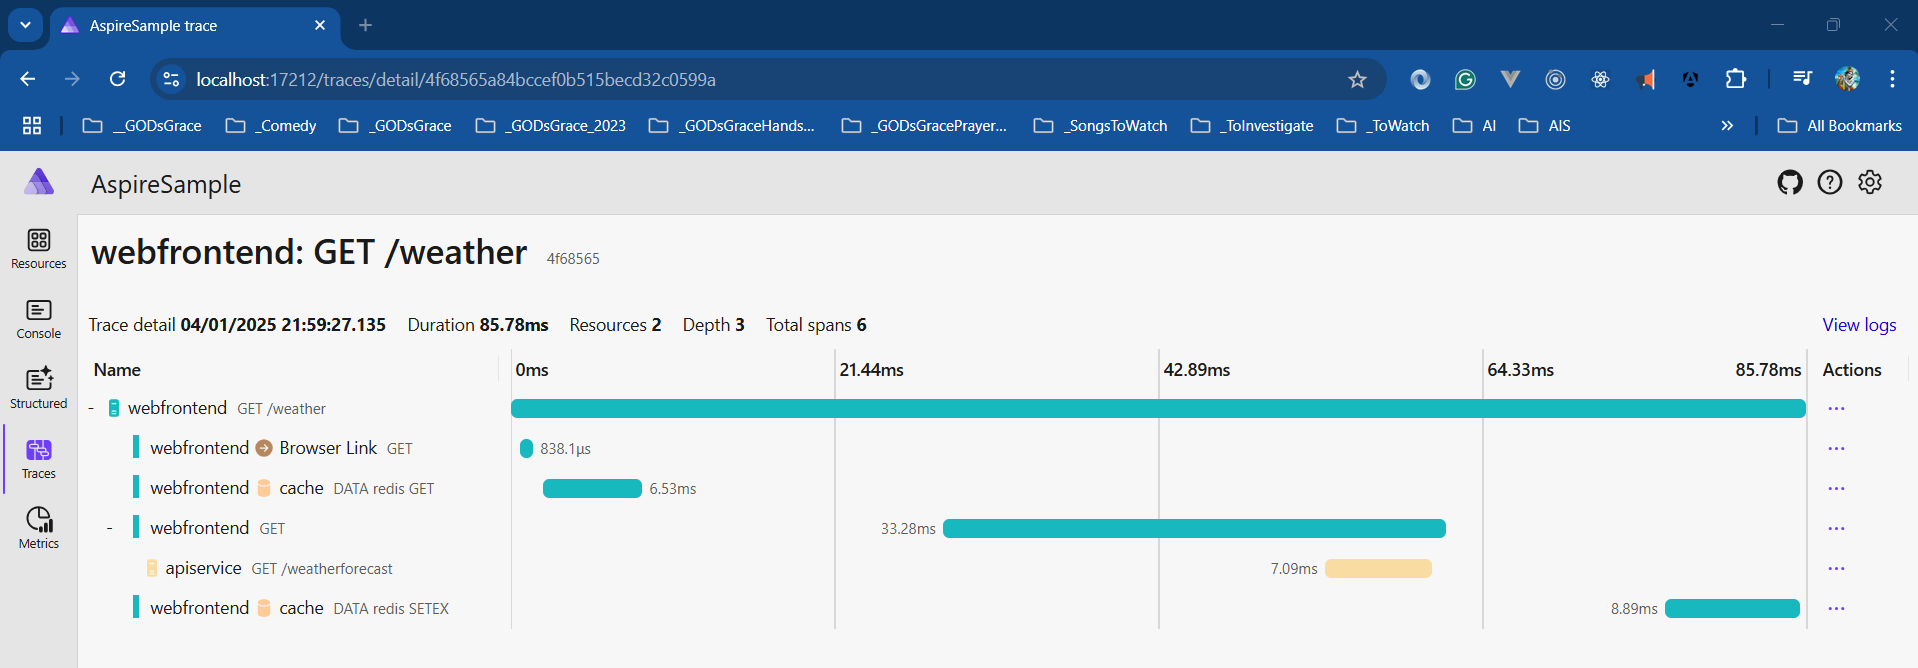 AspireSample trace
localhost:17212/traces/detail/4f68565a84bccef0b515becd32c0599a
__GODsGrace _Comedy _GODsGrace _GODsGrace_2023 _GODsGraceHands... _GODsGracePrayer... _SongsToWatch _ToInvestigate _ToWatch AI AIS » All Bookmarks
AspireSample
Resources
Console
Structured
Traces
Metrics
webfrontend: GET /weather 4f68565
Trace detail 04/01/2025 21:59:27.135 Duration 85.78ms Resources 2 Depth 3 Total spans 6 View logs
Name 0ms 21.44ms 42.89ms 64.33ms 85.78ms Actions
- webfrontend GET /weather ...
webfrontend Browser Link GET 838.1µs ...
webfrontend cache DATA redis GET 6.53ms ...
- webfrontend GET 33.28ms ...
apiservice GET /weatherforecast 7.09ms ...
webfrontend cache DATA redis SETEX 8.89ms ...